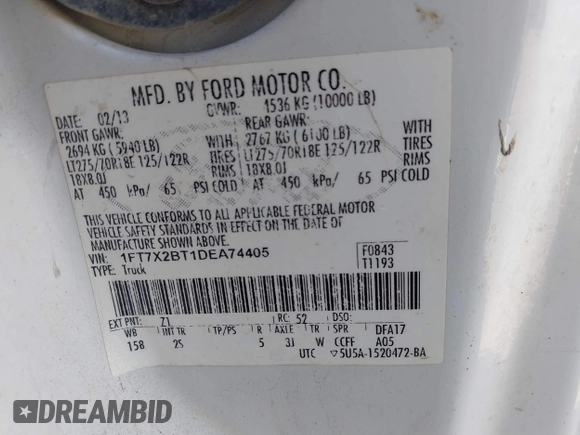 MFD. BY FORD MOTOR CO.
DATE: 02/13 GVWR: 4536 KG (10000 LB)
FRONT GAWR: REAR GAWR:
2694 KG (5940 LB) WITH 2767 KG (6100 LB) WITH
LT275/70R18E 125/122R TIRES LT275/70R18E 125/122R TIRES
18X8.0J RIMS 18X8.0J RIMS
AT 450 kPa/ 65 PSI COLD AT 450 kPa/ 65 PSI COLD
THIS VEHICLE CONFORMS TO ALL APPLICABLE FEDERAL MOTOR
VEHICLE SAFETY STANDARDS IN EFFECT ON THE DATE OF
MANUFACTURE SHOWN ABOVE.
VIN: 1FT7X2BT1DEA74405 F0843
TYPE: Truck T1193
EXT PNT: Z1 RC: 52 DSO:
WB INT TR TP/PS R AXLE TR SPR DFA17
158 2S 5 3J W CCFF A05
UTC ▽5U5A-1520472-BA
DREAMBID